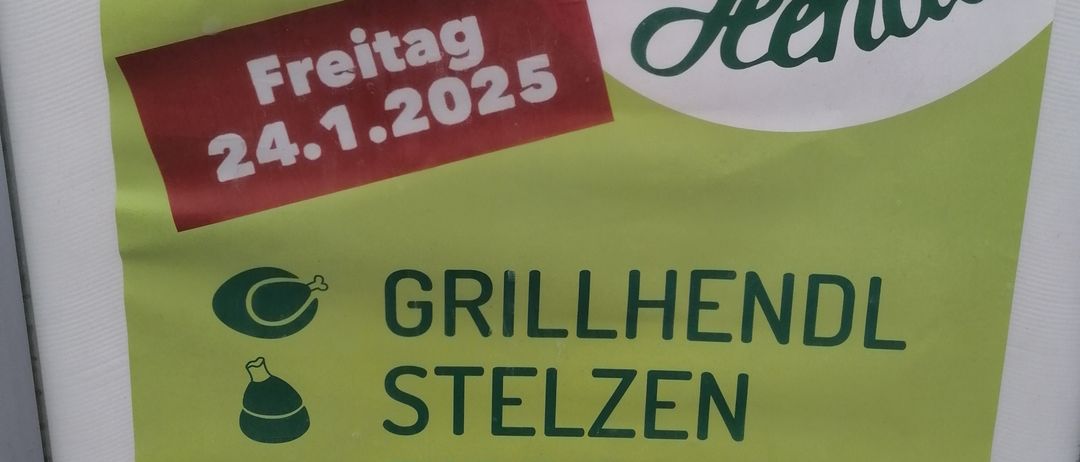 Freitag
24.1.2025
GRILLHENDL
STELZEN